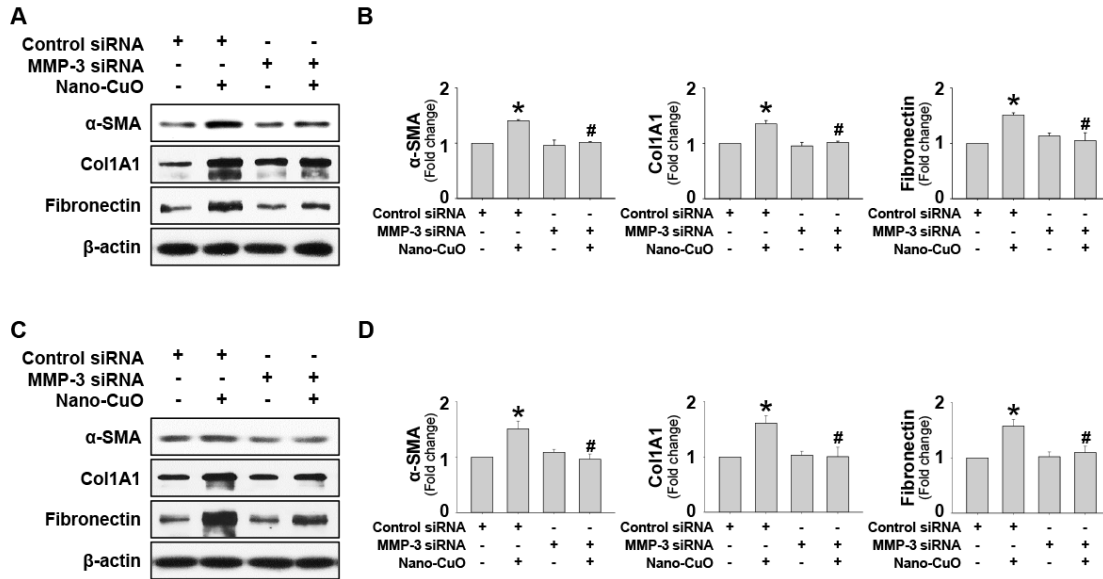 A
Control siRNA + + - -
MMP-3 siRNA - - + +
Nano-CuO - + - +
α-SMA
Col1A1
Fibronectin
β-actin
B
2
1
0
α-SMA
(Fold change)
*
#
Control siRNA + + - -
MMP-3 siRNA - - + +
Nano-CuO - + - +
2
1
0
Col1A1
(Fold change)
*
#
Control siRNA + + - -
MMP-3 siRNA - - + +
Nano-CuO - + - +
2
1
0
Fibronectin
(Fold change)
*
#
Control siRNA + + - -
MMP-3 siRNA - - + +
Nano-CuO - + - +
C
Control siRNA + + - -
MMP-3 siRNA - - + +
Nano-CuO - + - +
α-SMA
Col1A1
Fibronectin
β-actin
D
2
1
0
α-SMA
(Fold change)
*
#
Control siRNA + + - -
MMP-3 siRNA - - + +
Nano-CuO - + - +
2
1
0
Col1A1
(Fold change)
*
#
Control siRNA + + - -
MMP-3 siRNA - - + +
Nano-CuO - + - +
2
1
0
Fibronectin
(Fold change)
*
#
Control siRNA + + - -
MMP-3 siRNA - - + +
Nano-CuO - + - +